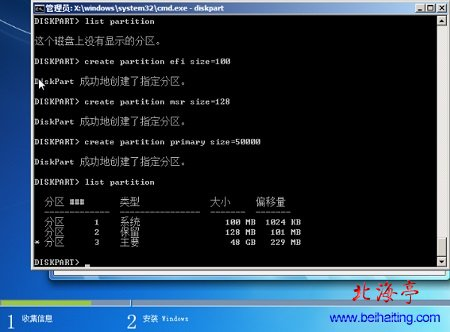 管理员: X:\windows\system32\cmd.exe - diskpart
DISKPART> list partition
这个磁盘上没有显示的分区。
DISKPART> create partition efi size=100
DiskPart 成功地创建了指定分区。
DISKPART> create partition msr size=128
DiskPart 成功地创建了指定分区。
DISKPART> create partition primary size=50000
DiskPart 成功地创建了指定分区。
DISKPART> list partition
分区 ### 类型 大小 偏移量
------------- ---------------- ------- -------
分区 1 系统 100 MB 1024 KB
分区 2 保留 128 MB 101 MB
* 分区 3 主要 48 GB 229 MB
DISKPART> _
北海亭
www.beihaiting.com
1 收集信息 2 安装 Windows